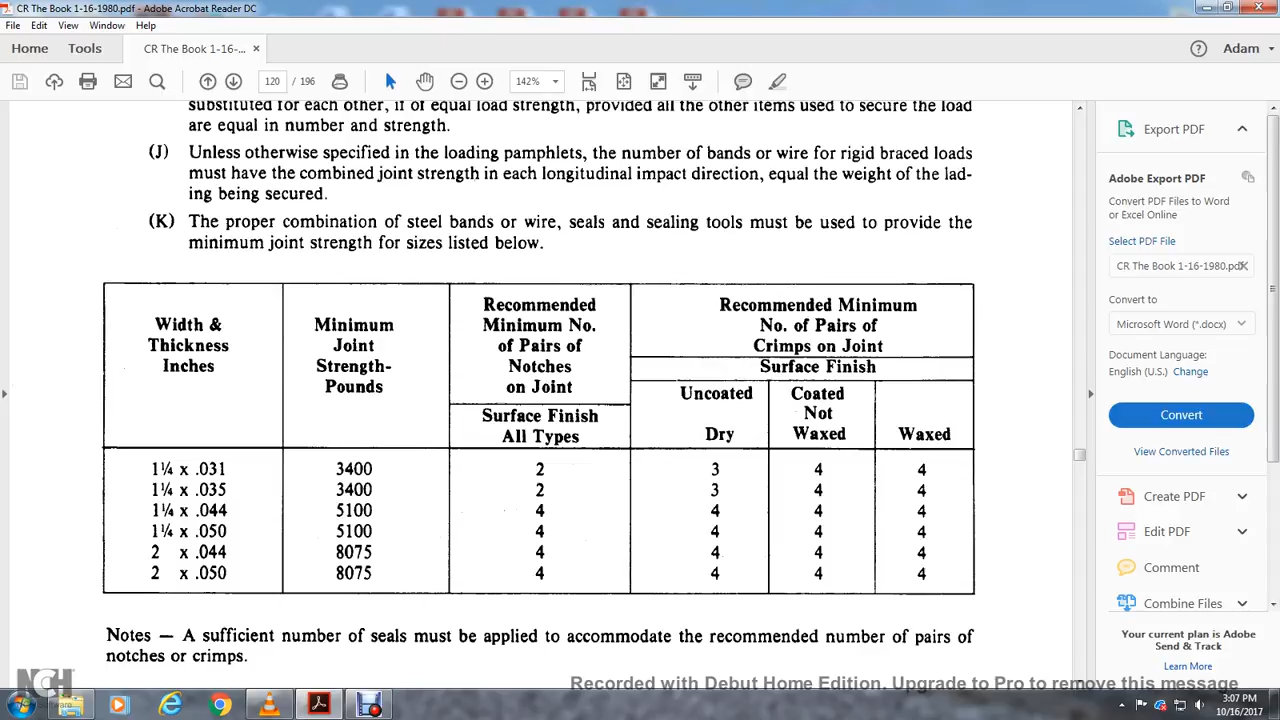 CR The Book 1-16-1980.pdf - Adobe Acrobat Reader DC
File Edit View Window Help
Home Tools CR The Book 1-16-... × Adam
120 / 196 142%
substituted for each other, if of equal load strength, provided all the other items used to secure the load
are equal in number and strength.
(J) Unless otherwise specified in the loading pamphlets, the number of bands or wire for rigid braced loads
must have the combined joint strength in each longitudinal impact direction, equal the weight of the lad-
ing being secured.
(K) The proper combination of steel bands or wire, seals and sealing tools must be used to provide the
minimum joint strength for sizes listed below.
Width &
Thickness
Inches
Minimum
Joint
Strength-
Pounds
Recommended
Minimum No.
of Pairs of
Notches
on Joint
Surface Finish
All Types
Recommended Minimum
No. of Pairs of
Crimps on Joint
Surface Finish
Uncoated
Dry
Coated
Not
Waxed
Waxed
1¼ x .031 3400 2 3 4 4
1¼ x .035 3400 2 3 4 4
1¼ x .044 5100 4 4 4 4
1¼ x .050 5100 4 4 4 4
2 x .044 8075 4 4 4 4
2 x .050 8075 4 4 4 4
Notes — A sufficient number of seals must be applied to accommodate the recommended number of pairs of
notches or crimps.
Export PDF
Adobe Export PDF
Convert PDF Files to Word
or Excel Online
Select PDF File
CR The Book 1-16-1980.pdf
Convert to
Microsoft Word (*.docx)
Document Language:
English (U.S.) Change
Convert
View Converted Files
Create PDF
Edit PDF
Comment
Combine Files
Your current plan is Adobe
Send & Track
Learn More
NCH
Software
Recorded with Debut Home Edition. Upgrade to Pro to remove this message
3:07 PM
10/16/2017